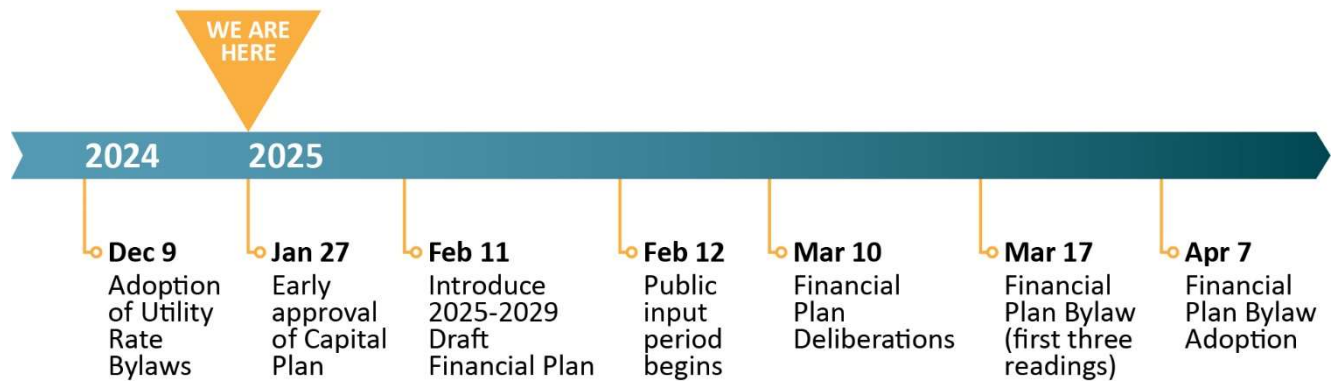 WE ARE
HERE
2024
2025
Dec 9
Adoption
of Utility
Rate
Bylaws
Jan 27
Early
approval
of Capital
Plan
Feb 11
Introduce
2025-2029
Draft
Financial Plan
Feb 12
Public
input
period
begins
Mar 10
Financial
Plan
Deliberations
Mar 17
Financial
Plan Bylaw
(first three
readings)
Apr 7
Financial
Plan Bylaw
Adoption